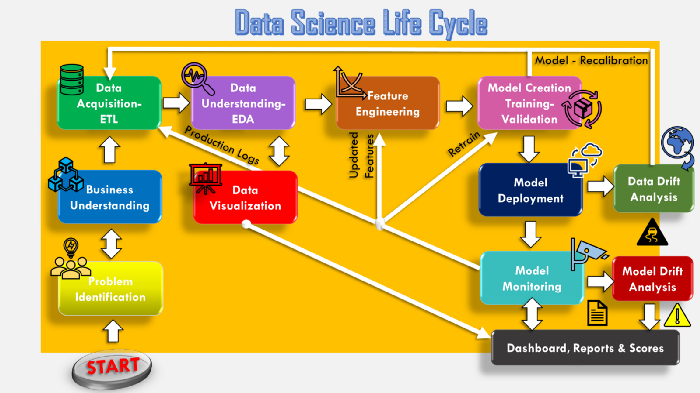 Data Science Life Cycle
Model - Recalibration
Data
Acquisition-
ETL
Data
Understanding-
EDA
Feature
Engineering
Model Creation
Training-
Validation
Production Logs
Updated
Features
Retrain
Business
Understanding
Data
Visualization
Model
Deployment
Data Drift
Analysis
Problem
Identification
Model
Monitoring
Model Drift
Analysis
Dashboard, Reports & Scores
START